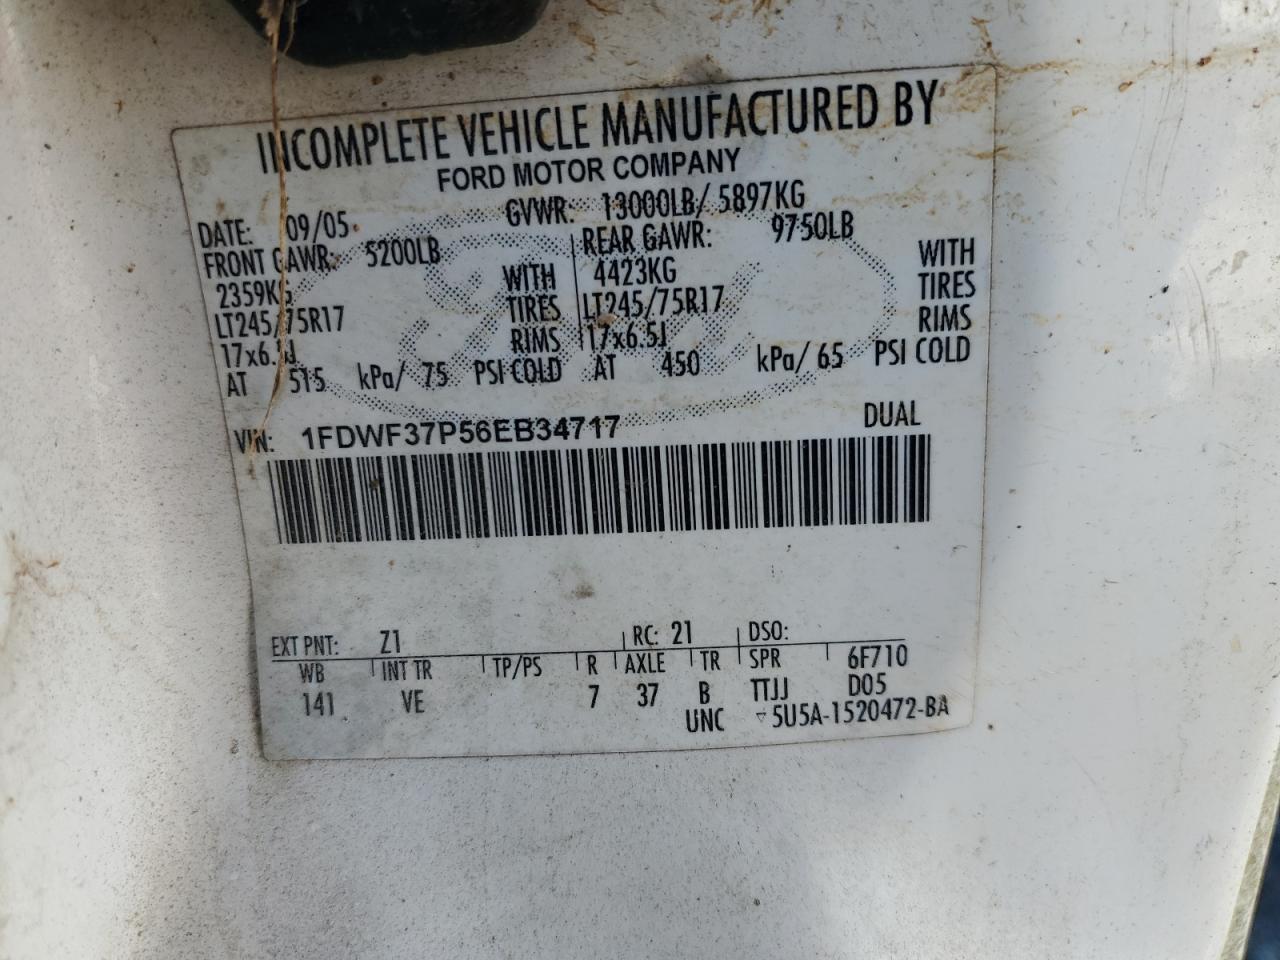 INCOMPLETE VEHICLE MANUFACTURED BY
FORD MOTOR COMPANY
DATE: 09/05 GVWR: 13000LB/ 5897KG
FRONT GAWR: 5200LB REAR GAWR: 9750LB
2359KG WITH 4423KG WITH
LT245/75R17 TIRES LT245/75R17 TIRES
17x6.5J RIMS 17x6.5J RIMS
AT 515 kPa/ 75 PSI COLD AT 450 kPa/ 65 PSI COLD
VIN: 1FDWF37P56EB34717 DUAL
EXT PNT: Z1 RC: 21 DSO:
WB INT TR TP/PS R AXLE TR SPR 6F710
141 VE 7 37 B TTJJ D05
UNC 5U5A-1520472-BA